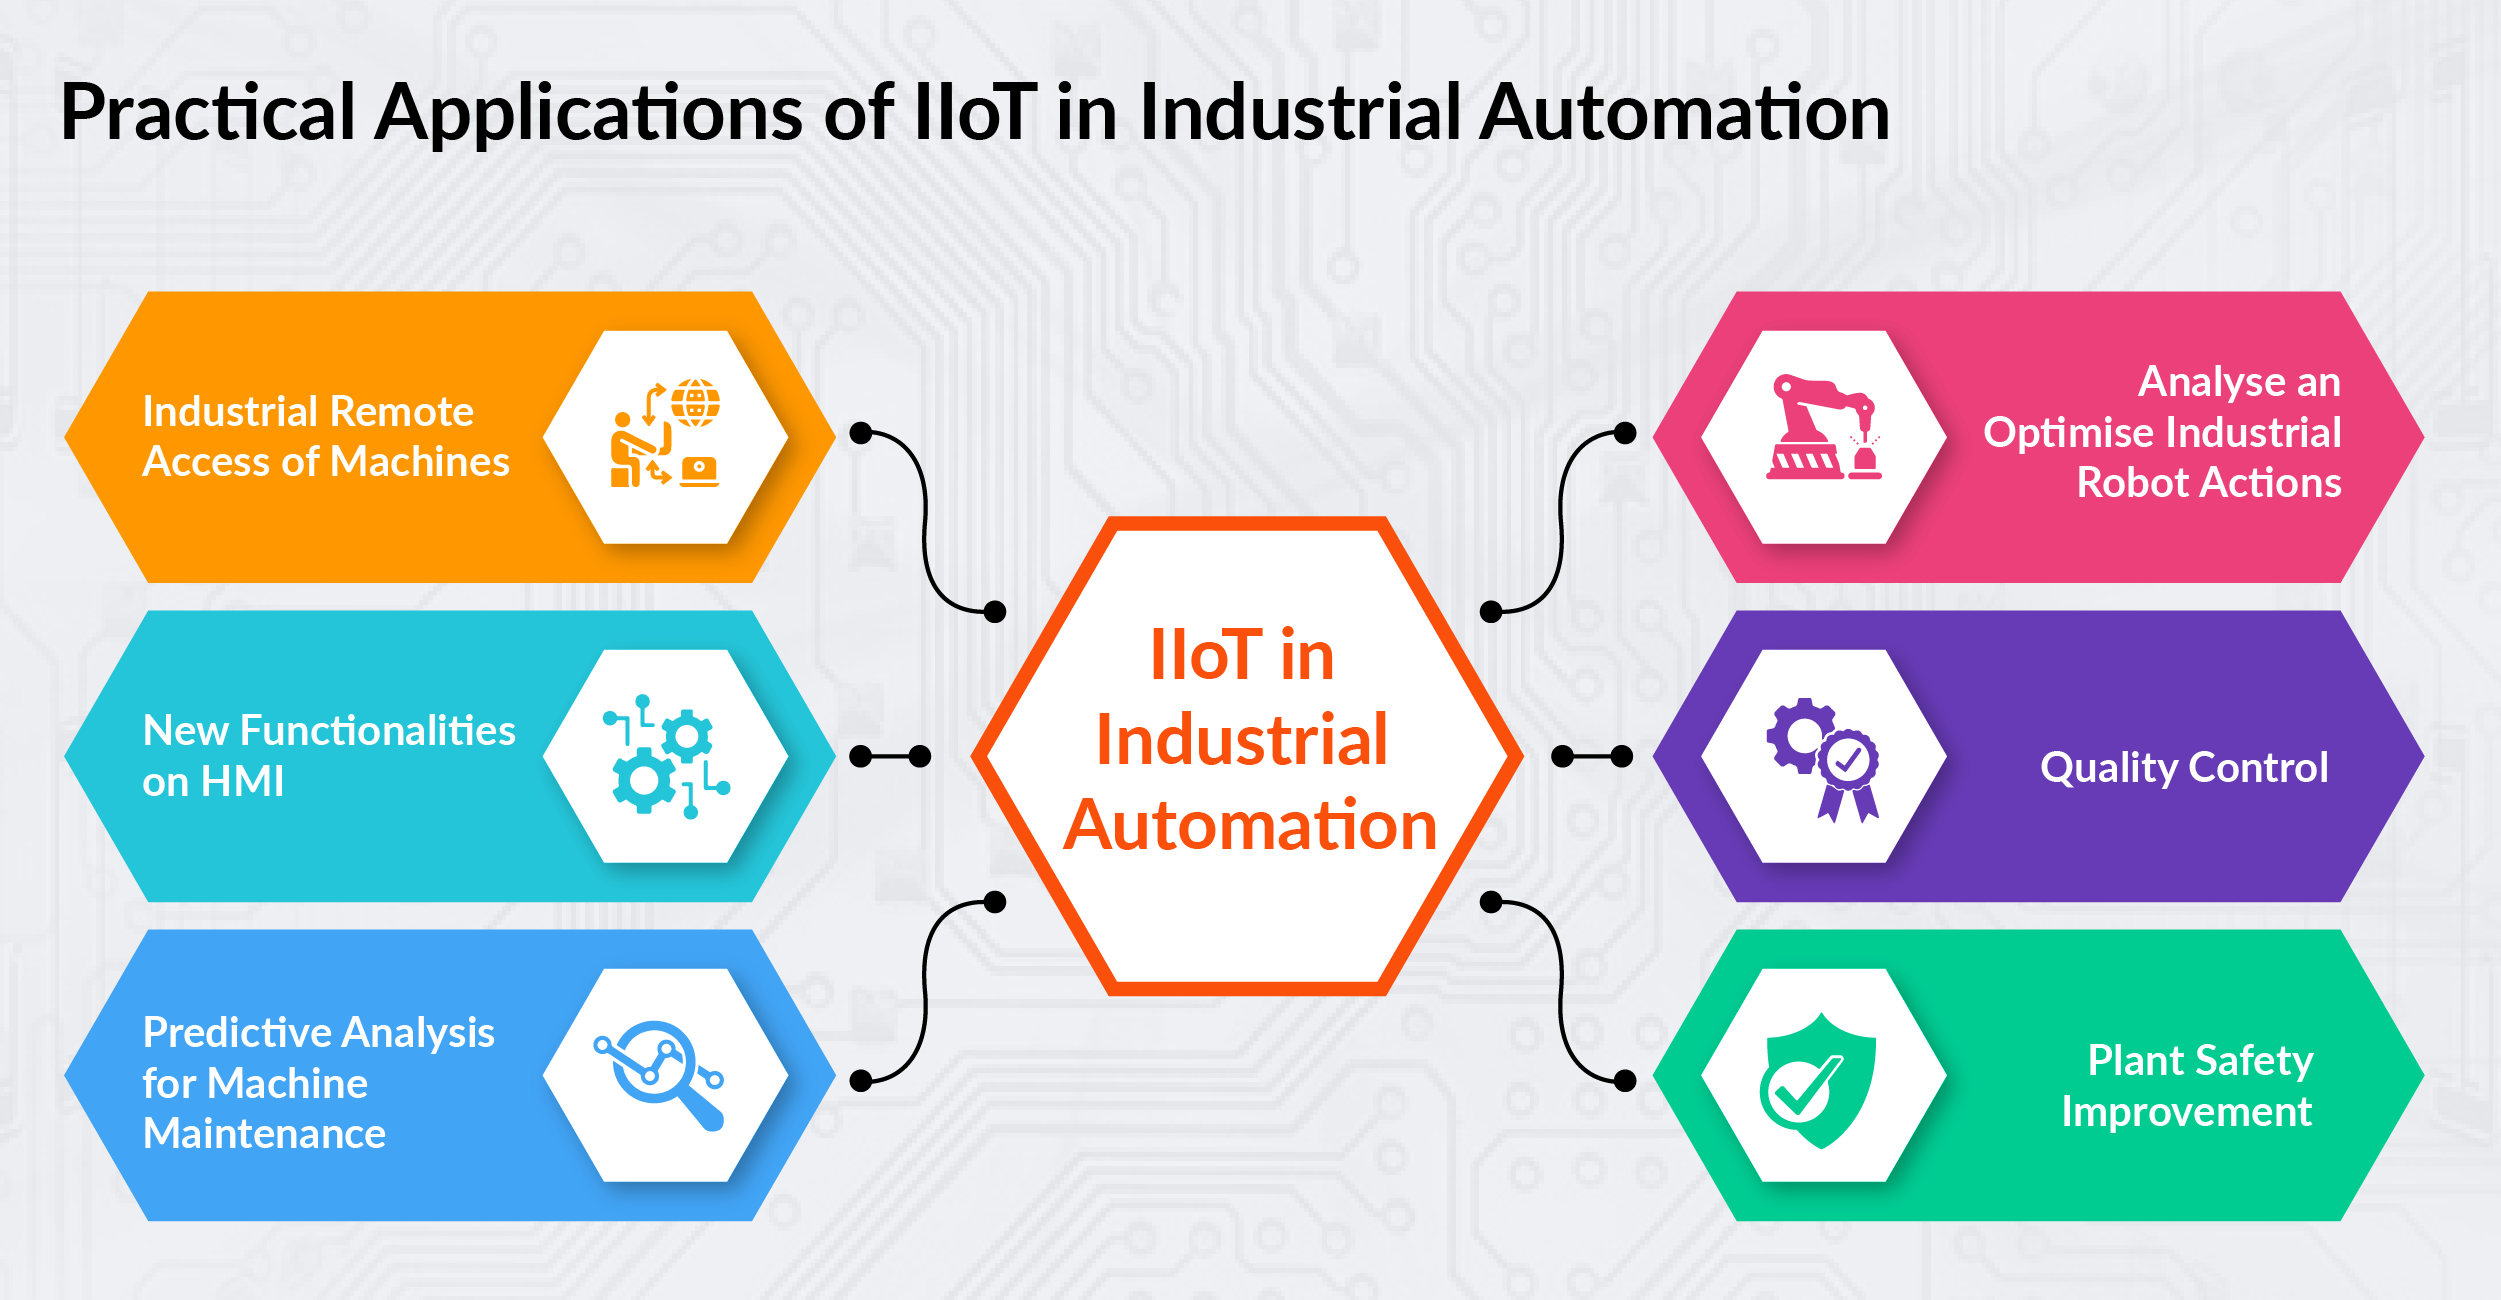 Practical Applications of IIoT in Industrial Automation
Industrial Remote
Access of Machines
New Functionalities
on HMI
Predictive Analysis
for Machine
Maintenance
IIoT in
Industrial
Automation
Analyse an
Optimise Industrial
Robot Actions
Quality Control
Plant Safety
Improvement